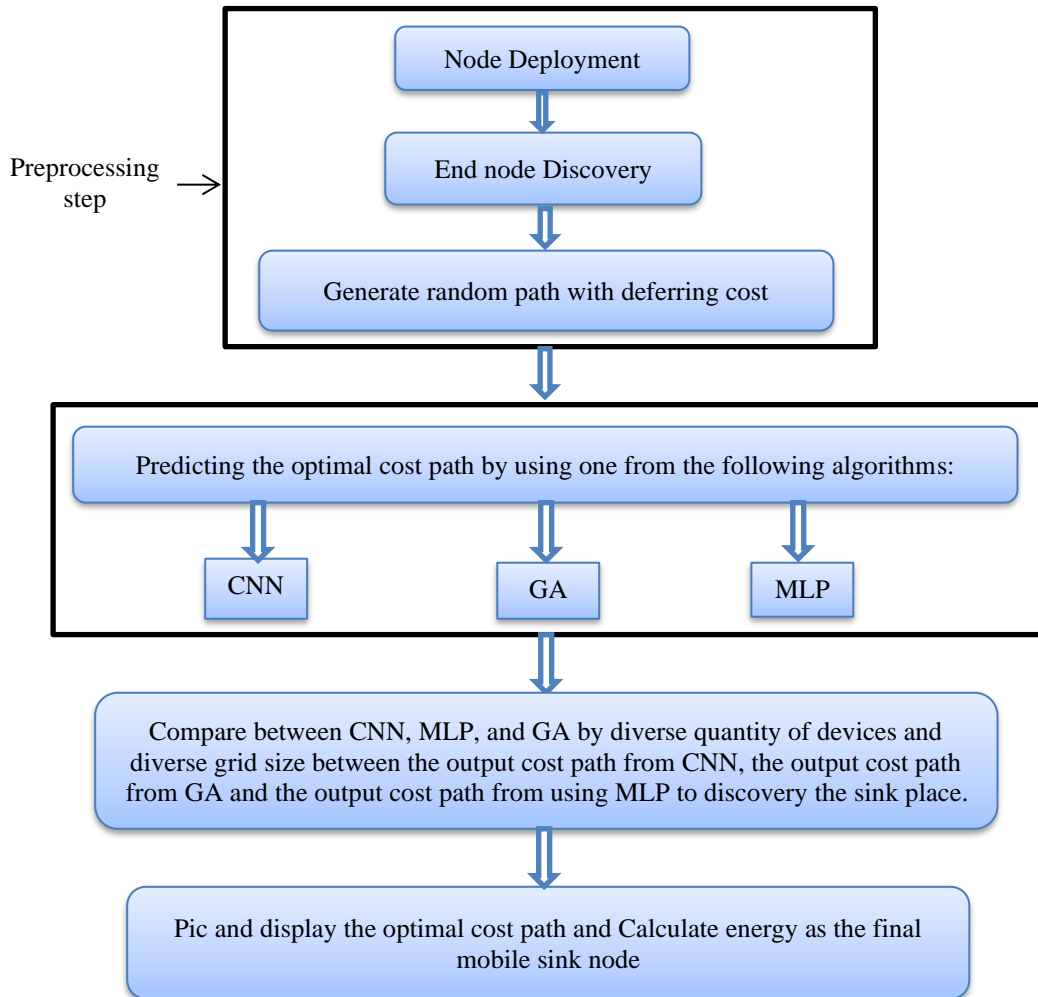 Node Deployment
End node Discovery
Preprocessing
step
Generate random path with deferring cost
Predicting the optimal cost path by using one from the following algorithms:
CNN
GA
MLP
Compare between CNN, MLP, and GA by diverse quantity of devices and
diverse grid size between the output cost path from CNN, the output cost path
from GA and the output cost path from using MLP to discovery the sink place.
Pic and display the optimal cost path and Calculate energy as the final
mobile sink node